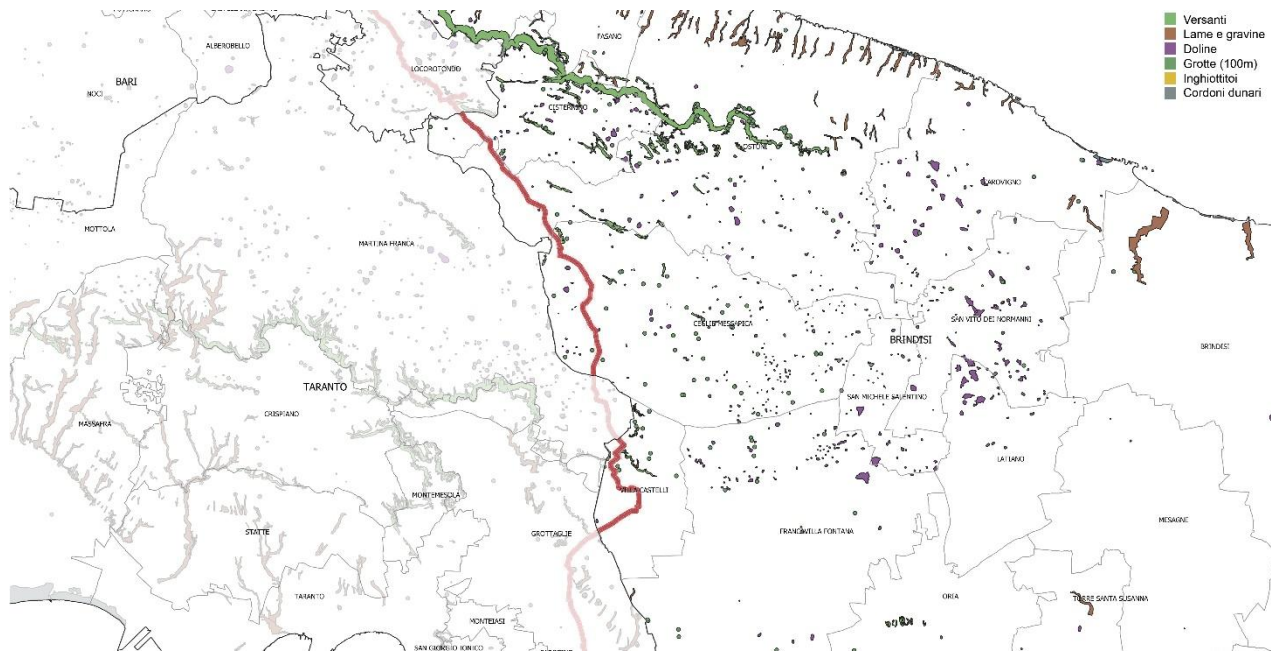 Versanti
Lame e gravine
Doline
Grotte (100m)
Inghiottitoi
Cordoni dunari
FASANO
ALBEROBELLO
LOCOROTONDO
BARI
NOCI
CISTERNINO
OSTUNI
CAROVIGNO
MOTTOLA
MARTINA FRANCA
CEGLIE MESSAPICA
SAN VITO DEI NORMANNI
BRINDISI
BRINDISI
TARANTO
SAN MICHELE SALENTINO
CRISPIANO
MASSAFRA
LATIANO
MONTEMESOLA
VILLA CASTELLI
MESAGNE
STATTE
GROTTAGLIE
FRANCAVILLA FONTANA
TARANTO
ORIA
TORRE SANTA SUSANNA
MONTEIASI
SAN GIORGIO IONICO